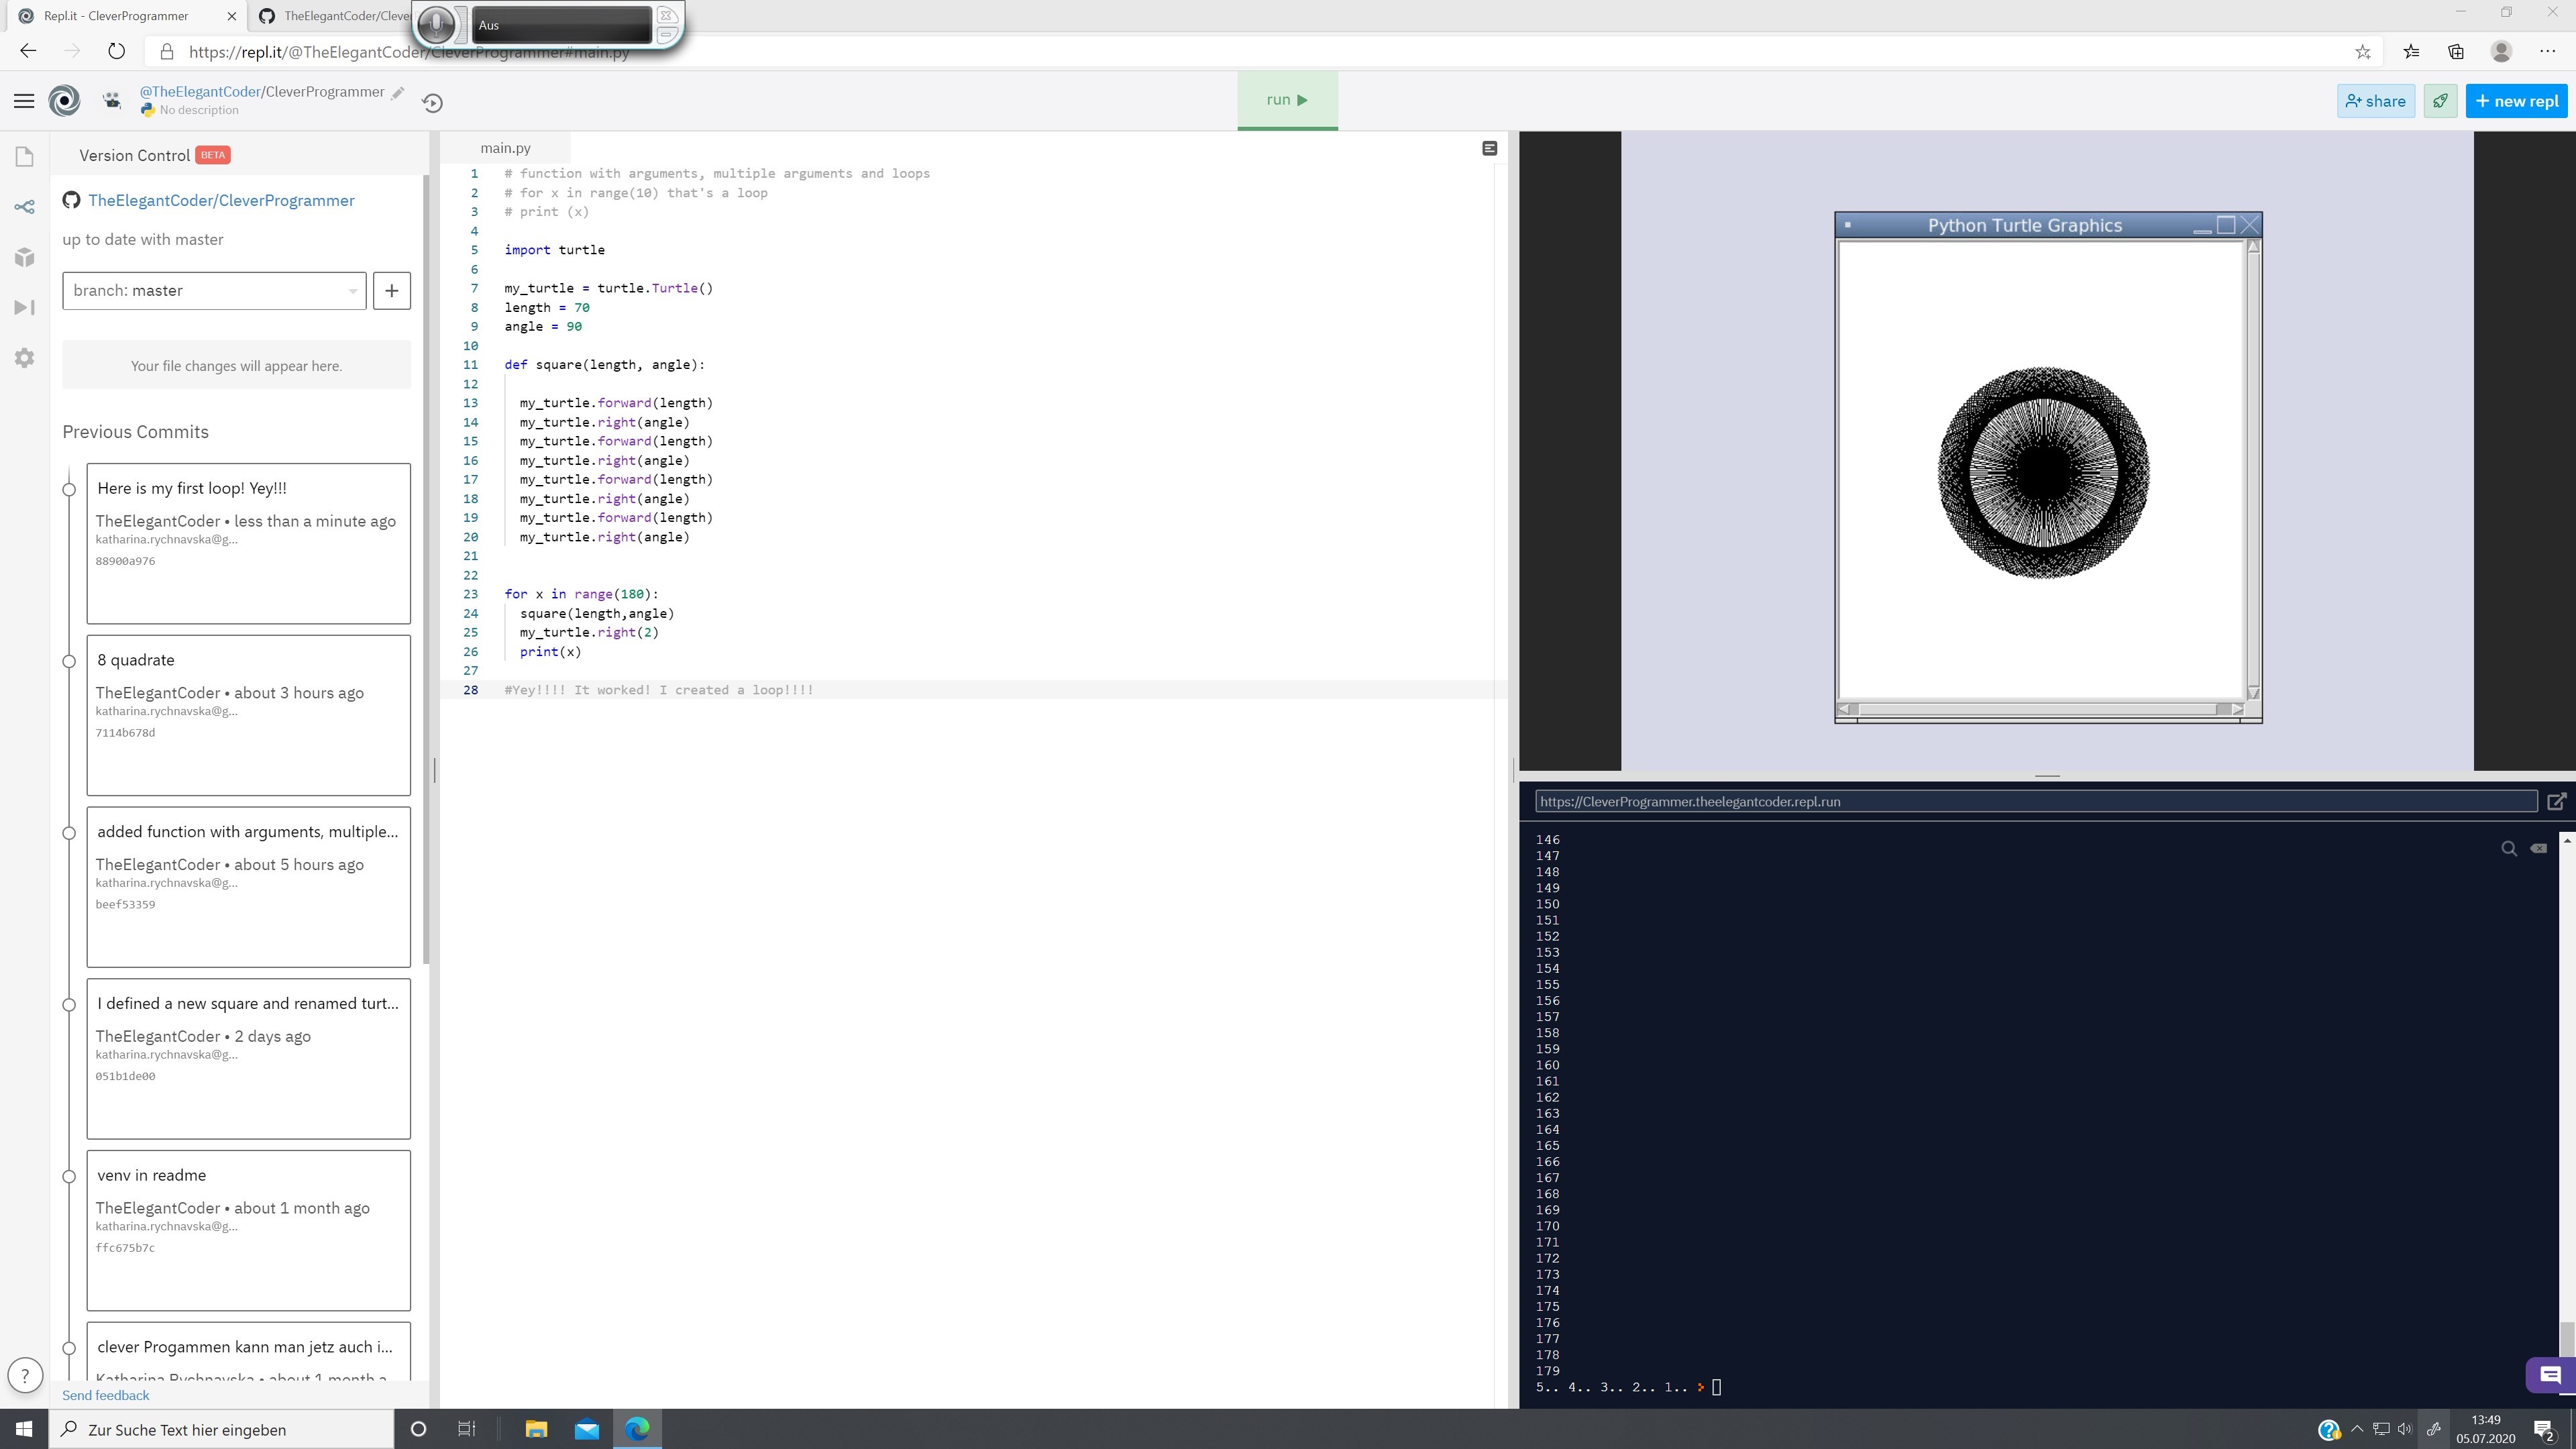 Repl.it - CleverProgrammer
TheElegantCoder/Clever
Aus
https://repl.it/@TheElegantCoder/CleverProgrammer#main.py
@TheElegantCoder/CleverProgrammer
No description
run
share
+ new repl
Version Control BETA
TheElegantCoder/CleverProgrammer
up to date with master
branch: master
+
Your file changes will appear here.
Previous Commits
Here is my first loop! Yey!!!
TheElegantCoder • less than a minute ago
katharina.rychnavska@g...
88900a976
8 quadrate
TheElegantCoder • about 3 hours ago
katharina.rychnavska@g...
7114b678d
added function with arguments, multiple...
TheElegantCoder • about 5 hours ago
katharina.rychnavska@g...
beef53359
I defined a new square and renamed turt...
TheElegantCoder • 2 days ago
katharina.rychnavska@g...
051b1de00
venv in readme
TheElegantCoder • about 1 month ago
katharina.rychnavska@g...
ffc675b7c
clever Progammen kann man jetz auch i...
Katharina Rychnavska • about 1 month a
Send feedback
?
main.py
1 # function with arguments, multiple arguments and loops
2 # for x in range(10) that's a loop
3 # print (x)
4
5 import turtle
6
7 my_turtle = turtle.Turtle()
8 length = 70
9 angle = 90
10
11 def square(length, angle):
12
13 my_turtle.forward(length)
14 my_turtle.right(angle)
15 my_turtle.forward(length)
16 my_turtle.right(angle)
17 my_turtle.forward(length)
18 my_turtle.right(angle)
19 my_turtle.forward(length)
20 my_turtle.right(angle)
21
22
23 for x in range(180):
24 square(length,angle)
25 my_turtle.right(2)
26 print(x)
27
28 #Yey!!!! It worked! I created a loop!!!!
Python Turtle Graphics
https://CleverProgrammer.theelegantcoder.repl.run
146
147
148
149
150
151
152
153
154
155
156
157
158
159
160
161
162
163
164
165
166
167
168
169
170
171
172
173
174
175
176
177
178
179
5.. 4.. 3.. 2.. 1..
Zur Suche Text hier eingeben
13:49
05.07.2020
2